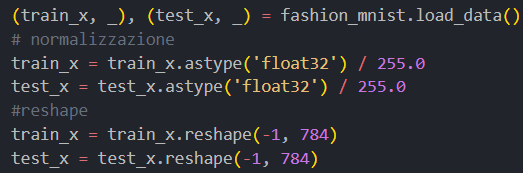 (train_x, _), (test_x, _) = fashion_mnist.load_data()
# normalizzazione
train_x = train_x.astype('float32') / 255.0
test_x = test_x.astype('float32') / 255.0
#reshape
train_x = train_x.reshape(-1, 784)
test_x = test_x.reshape(-1, 784)